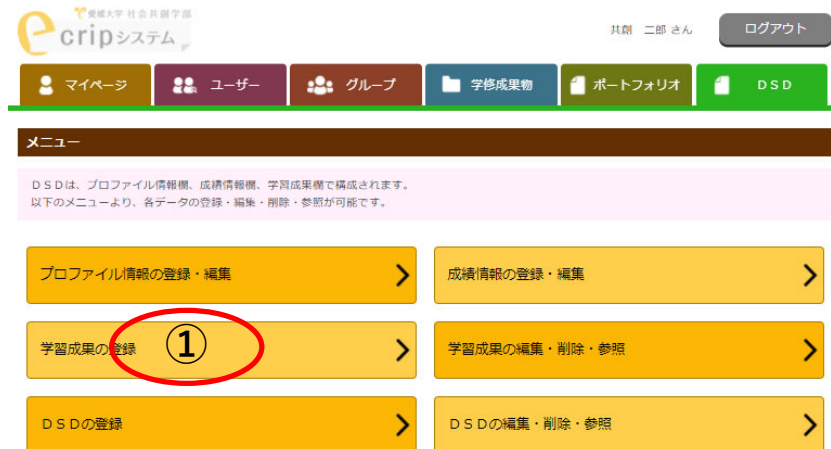 愛媛大学 社会共創学部
ecripシステム
共創 二郎 さん
ログアウト
マイページ
ユーザー
グループ
学修成果物
ポートフォリオ
DSD
メニュー
DSDは、プロファイル情報欄、成績情報欄、学習成果欄で構成されます。
以下のメニューより、各データの登録・編集・削除・参照が可能です。
プロファイル情報の登録・編集
成績情報の登録・編集
学習成果の登録
①
学習成果の編集・削除・参照
DSDの登録
DSDの編集・削除・参照